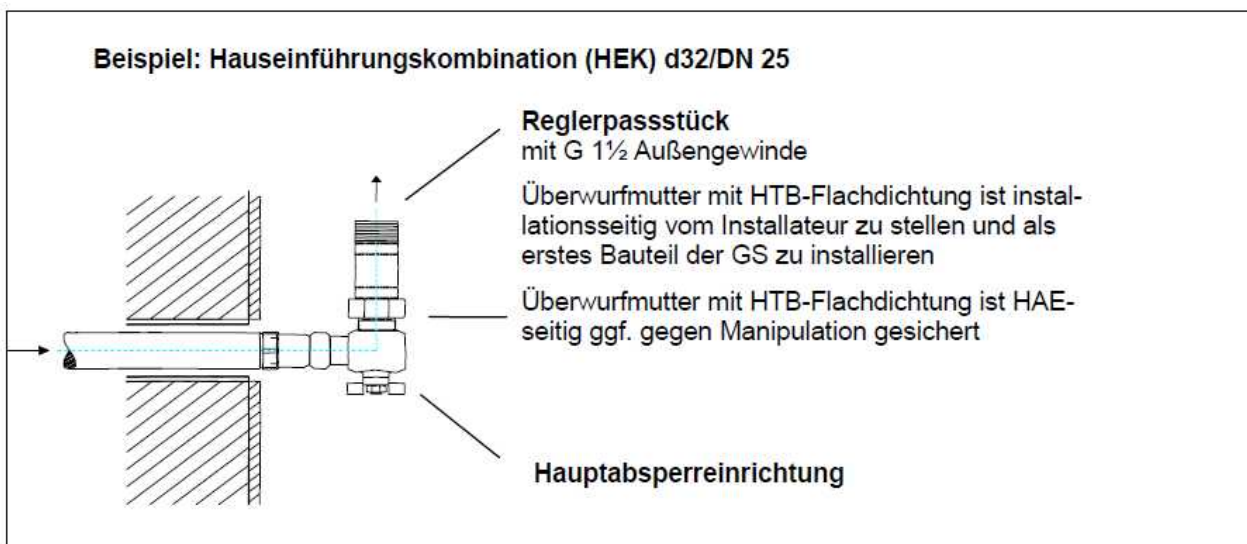 Beispiel: Hauseinführungskombination (HEK) d32/DN 25
Reglerpassstück
mit G 1½ Außengewinde
Überwurfmutter mit HTB-Flachdichtung ist instal-
lationsseitig vom Installateur zu stellen und als
erstes Bauteil der GS zu installieren
Überwurfmutter mit HTB-Flachdichtung ist HAE-
seitig ggf. gegen Manipulation gesichert
Hauptabsperreinrichtung